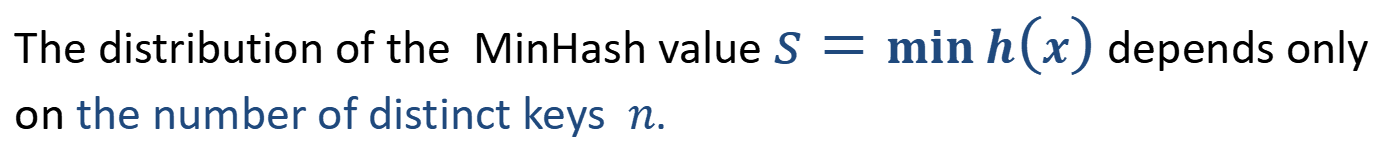 The distribution of the  MinHash value S = min h(x) depends only
on the number of distinct keys  n.